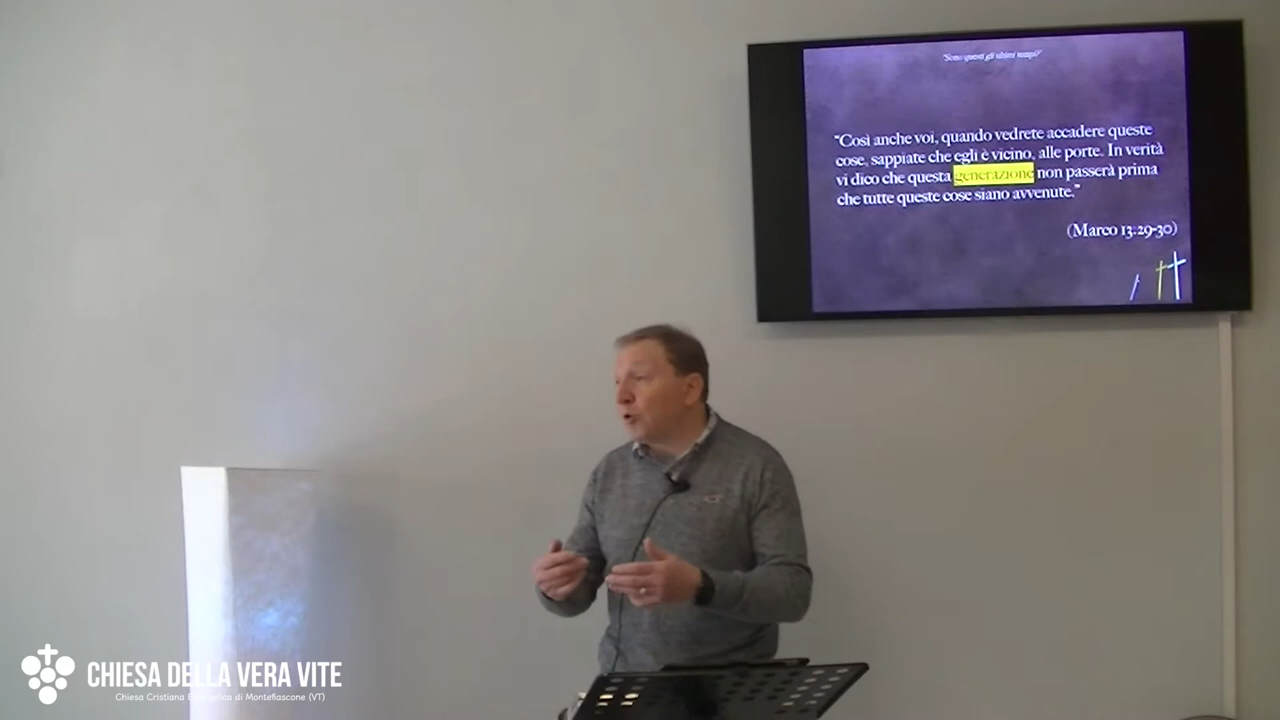 "Sono questi gli ultimi tempi?"
"Così anche voi, quando vedrete accadere queste
cose, sappiate che egli è vicino, alle porte. In verità
vi dico che questa generazione non passerà prima
che tutte queste cose siano avvenute."
(Marco 13:29-30)
CHIESA DELLA VERA VITE
Chiesa Cristiana Evangelica di Montefiascone (VT)